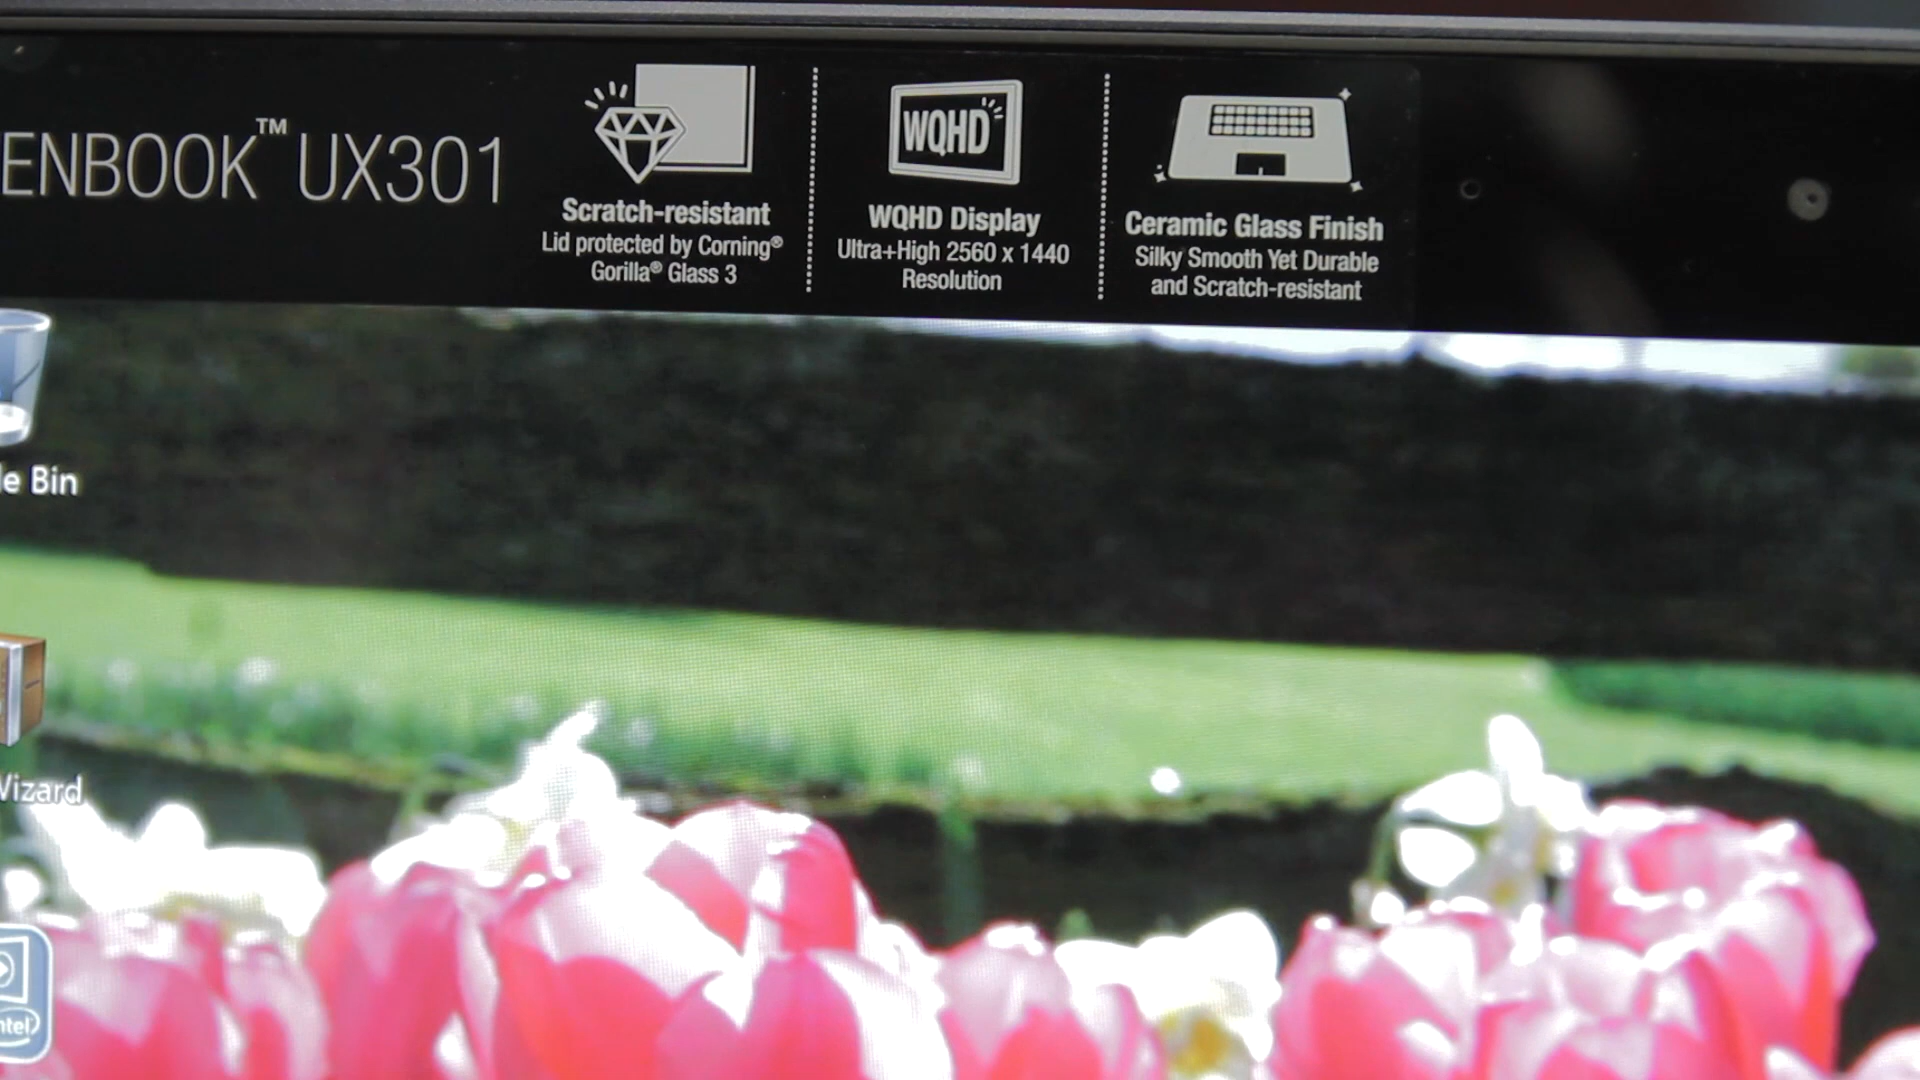 ENBOOK™ UX301
Scratch-resistant
Lid protected by Corning®
Gorilla® Glass 3
WQHD
WQHD Display
Ultra+High 2560 x 1440
Resolution
Ceramic Glass Finish
Silky Smooth Yet Durable
and Scratch-resistant
le Bin
Wizard
ntel